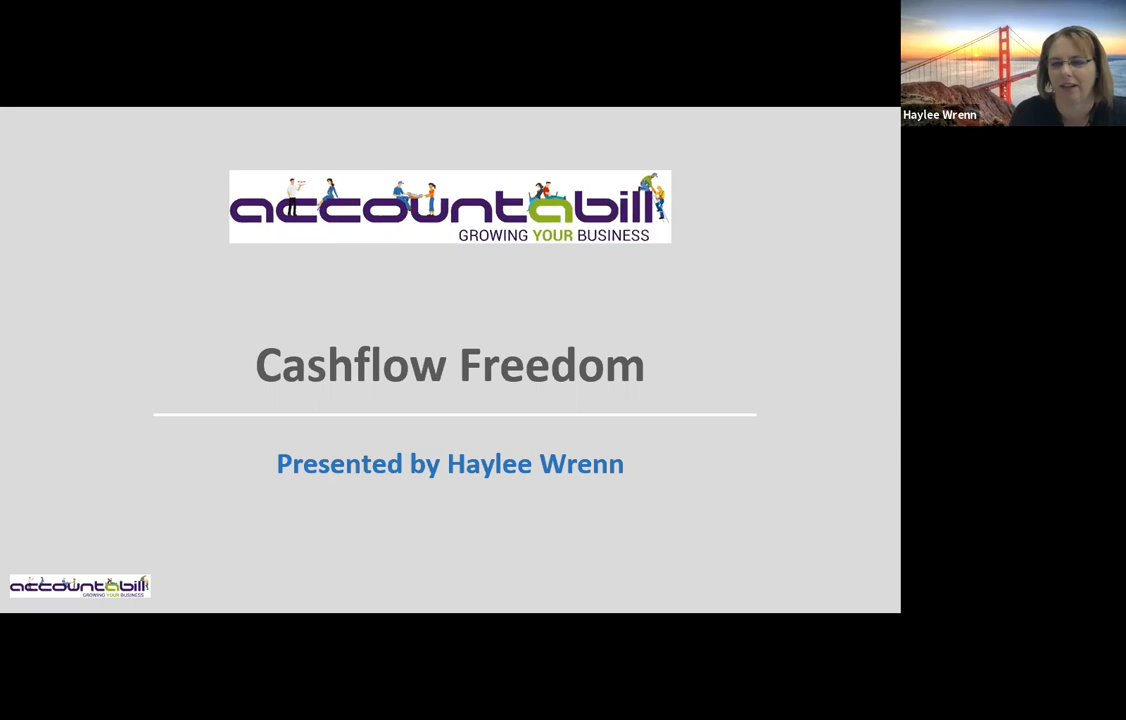 Haylee Wrenn
accountabill
GROWING YOUR BUSINESS
Cashflow Freedom
Presented by Haylee Wrenn
accountabill
GROWING YOUR BUSINESS